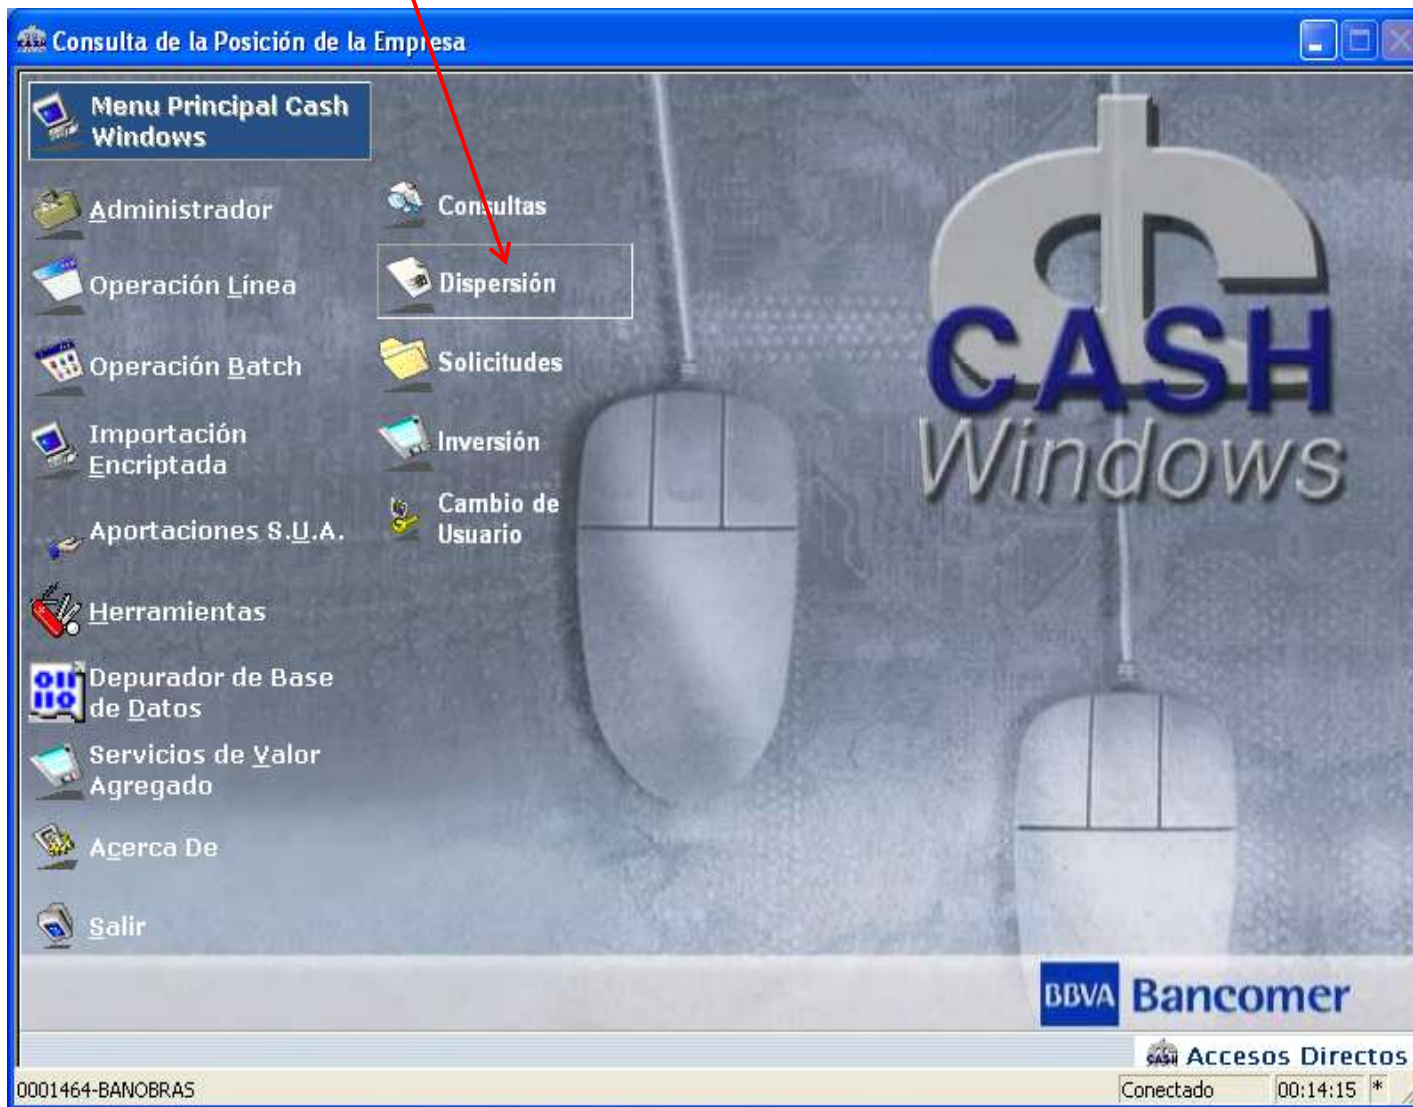 Consulta de la Posición de la Empresa
Menu Principal Cash
Windows
Administrador
Operación Línea
Operación Batch
Importación
Encriptada
Aportaciones S.U.A.
Herramientas
Depurador de Base
de Datos
Servicios de Valor
Agregado
Acerca De
Salir
Consultas
Dispersión
Solicitudes
Inversión
Cambio de
Usuario
CASH
Windows
BBVA Bancomer
Accesos Directos
0001464-BANOBRAS
Conectado
00:14:15
*